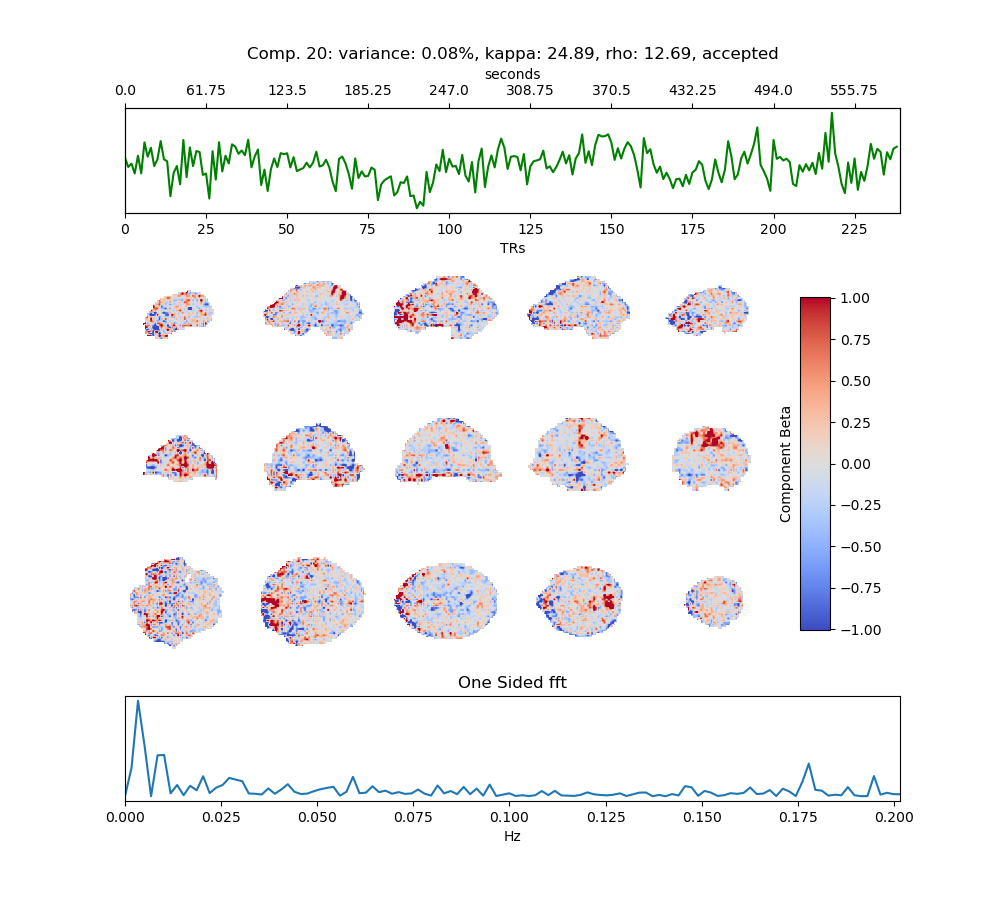 Comp. 20: variance: 0.08%, kappa: 24.89, rho: 12.69, accepted
seconds
0.0 61.75 123.5 185.25 247.0 308.75 370.5 432.25 494.0 555.75
0 25 50 75 100 125 150 175 200 225
TRs
1.00
0.75
0.50
0.25
0.00
−0.25
−0.50
−0.75
−1.00
Component Beta
One Sided fft
0.000 0.025 0.050 0.075 0.100 0.125 0.150 0.175 0.200
Hz